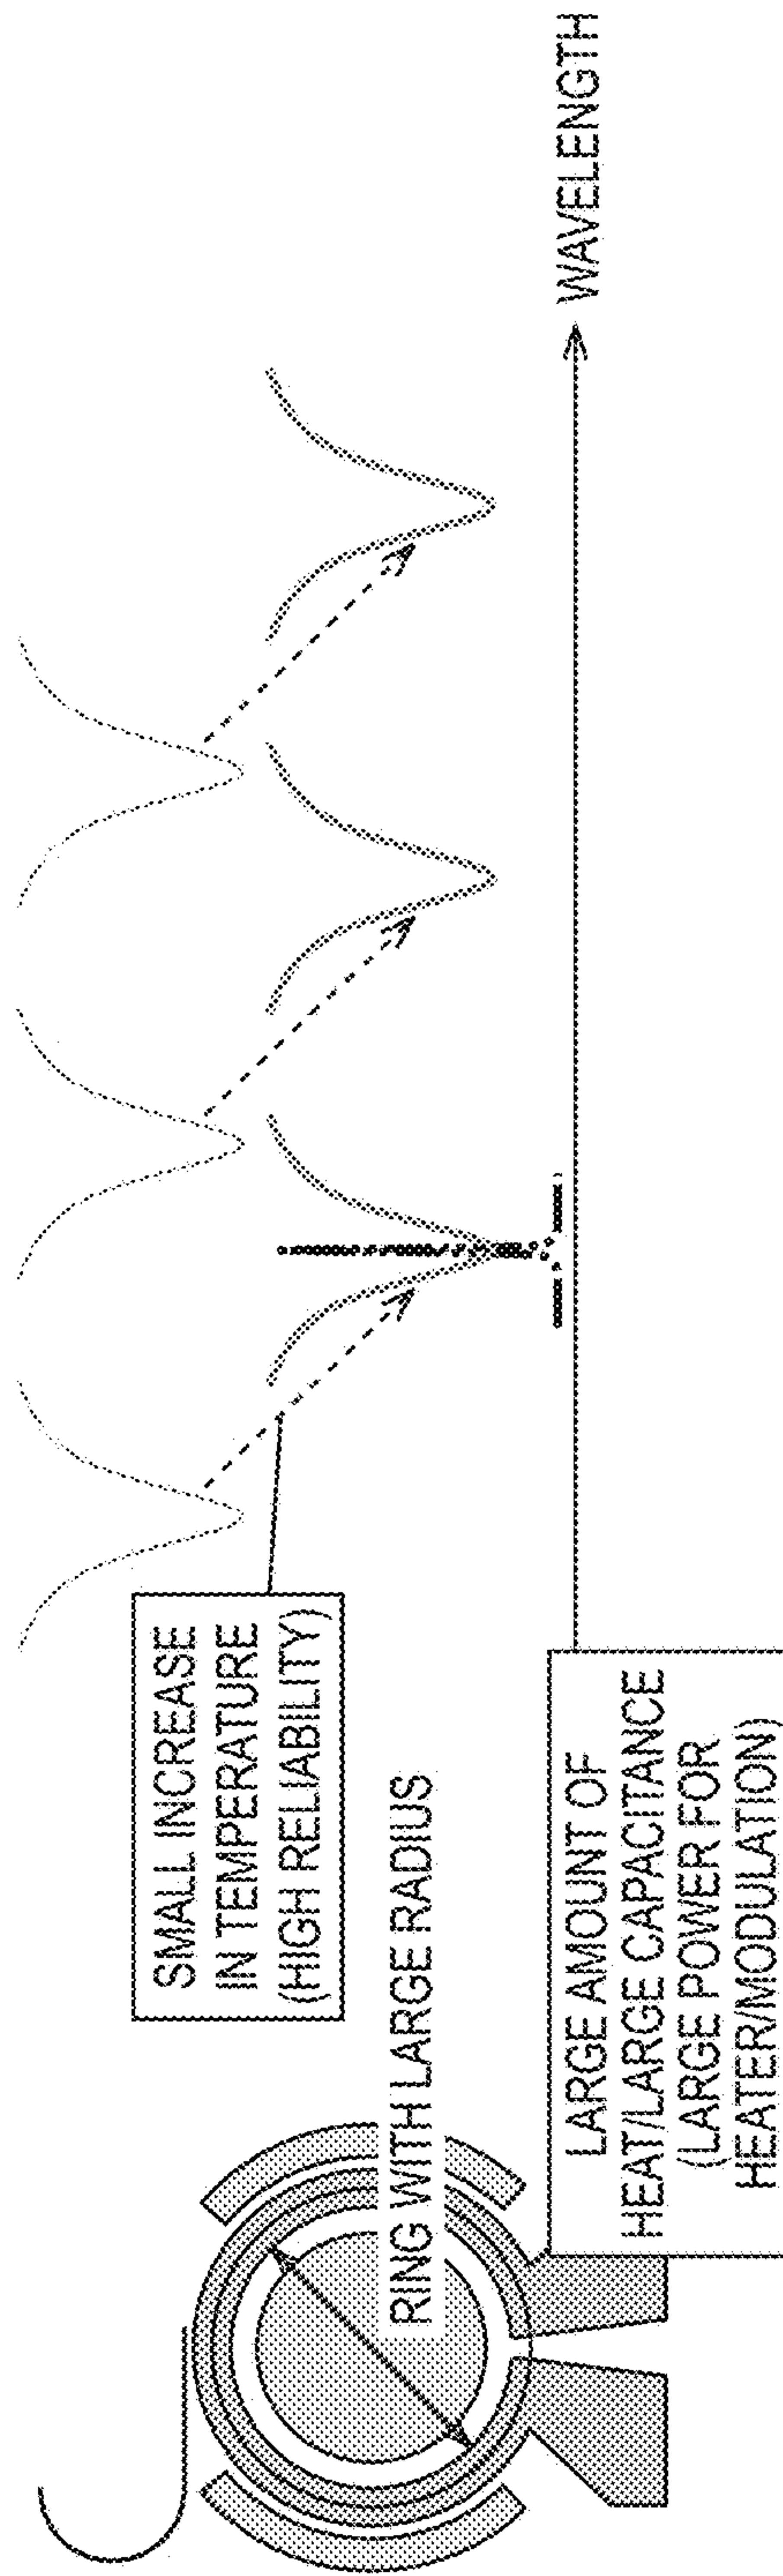 SMALL INCREASE
IN TEMPERATURE
(HIGH RELIABILITY)
RING WITH LARGE RADIUS
LARGE AMOUNT OF
HEAT/LARGE CAPACITANCE
(LARGE POWER FOR
HEATER/MODULATION)
WAVELENGTH